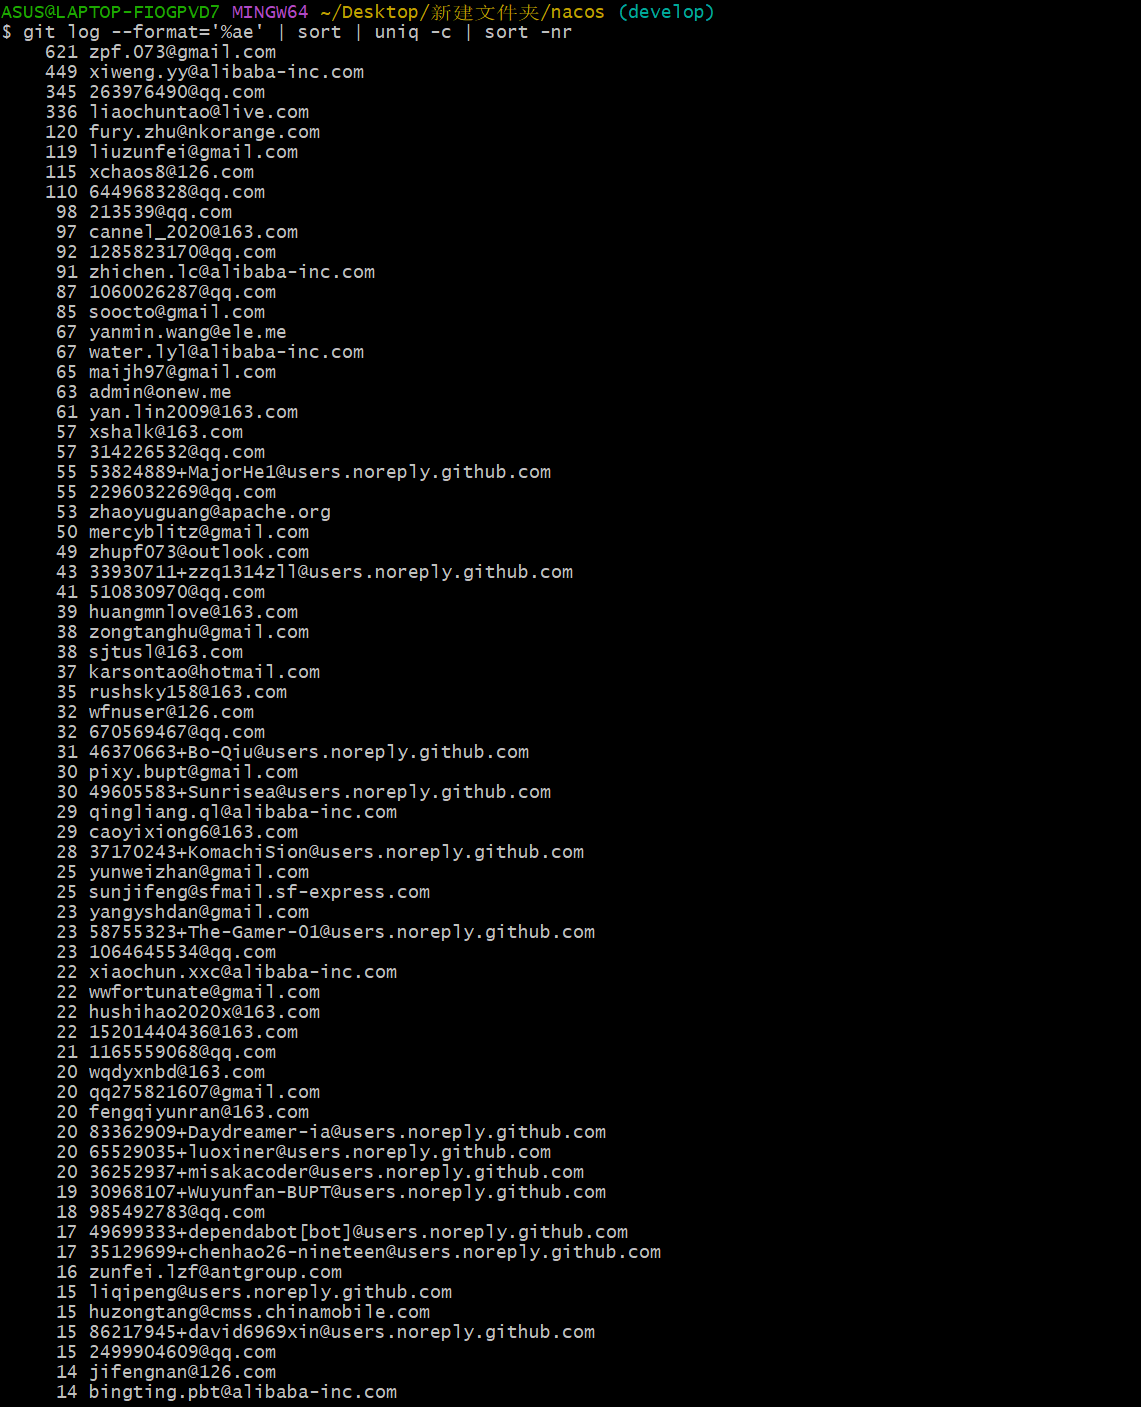 ASUS@LAPTOP-FIOGPVD7 MINGW64 ~/Desktop/新建文件夹/nacos (develop)
$ git log --format='%ae' | sort | uniq -c | sort -nr
    621 zpf.073@gmail.com
    449 xiweng.yy@alibaba-inc.com
    345 263976490@qq.com
    336 liaochuntao@live.com
    120 fury.zhu@nkorange.com
    119 liuzunfei@gmail.com
    115 xchaos8@126.com
    110 644968328@qq.com
     98 213539@qq.com
     97 cannel_2020@163.com
     92 1285823170@qq.com
     91 zhichen.lc@alibaba-inc.com
     87 1060026287@qq.com
     85 soocto@gmail.com
     67 yanmin.wang@ele.me
     67 water.lyl@alibaba-inc.com
     65 maijh97@gmail.com
     63 admin@onew.me
     61 yan.lin2009@163.com
     57 xshalk@163.com
     57 314226532@qq.com
     55 53824889+MajorHe1@users.noreply.github.com
     55 2296032269@qq.com
     53 zhaoyuguang@apache.org
     50 mercyblitz@gmail.com
     49 zhupf073@outlook.com
     43 33930711+zzq1314zll@users.noreply.github.com
     41 510830970@qq.com
     39 huangmnlove@163.com
     38 zongtanghu@gmail.com
     38 sjtusl@163.com
     37 karsontao@hotmail.com
     35 rushsky158@163.com
     32 wfnuser@126.com
     32 670569467@qq.com
     31 46370663+Bo-Qiu@users.noreply.github.com
     30 pixy.bupt@gmail.com
     30 49605583+Sunrisea@users.noreply.github.com
     29 qingliang.ql@alibaba-inc.com
     29 caoyixiong6@163.com
     28 37170243+KomachiSion@users.noreply.github.com
     25 yunweizhan@gmail.com
     25 sunjifeng@sfmail.sf-express.com
     23 yangyshdan@gmail.com
     23 58755323+The-Gamer-01@users.noreply.github.com
     23 1064645534@qq.com
     22 xiaochun.xxc@alibaba-inc.com
     22 wwfortunate@gmail.com
     22 hushihao2020x@163.com
     22 15201440436@163.com
     21 1165559068@qq.com
     20 wqdyxnbd@163.com
     20 qq275821607@gmail.com
     20 fengqiyunran@163.com
     20 83362909+Daydreamer-ia@users.noreply.github.com
     20 65529035+luoxiner@users.noreply.github.com
     20 36252937+misakacoder@users.noreply.github.com
     19 30968107+Wuyunfan-BUPT@users.noreply.github.com
     18 985492783@qq.com
     17 49699333+dependabot[bot]@users.noreply.github.com
     17 35129699+chenhao26-nineteen@users.noreply.github.com
     16 zunfei.lzf@antgroup.com
     15 liqipeng@users.noreply.github.com
     15 huzongtang@cmss.chinamobile.com
     15 86217945+david6969xin@users.noreply.github.com
     15 2499904609@qq.com
     14 jifengnan@126.com
     14 bingting.pbt@alibaba-inc.com